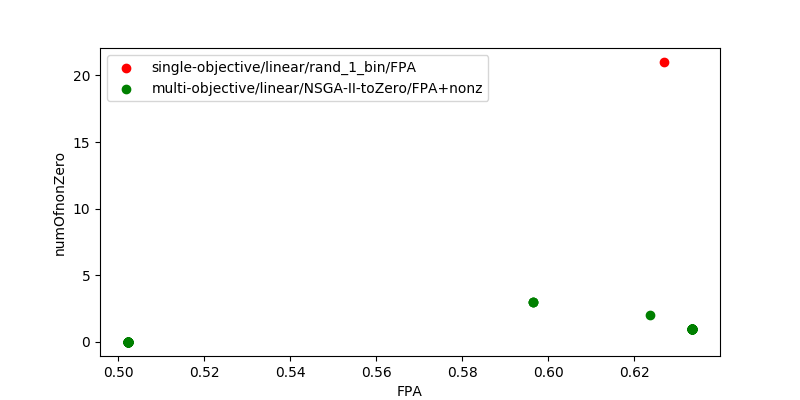 single-objective/linear/rand_1_bin/FPA
multi-objective/linear/NSGA-II-toZero/FPA+nonz
20
15
10
5
0
numOfnonZero
0.50 0.52 0.54 0.56 0.58 0.60 0.62
FPA